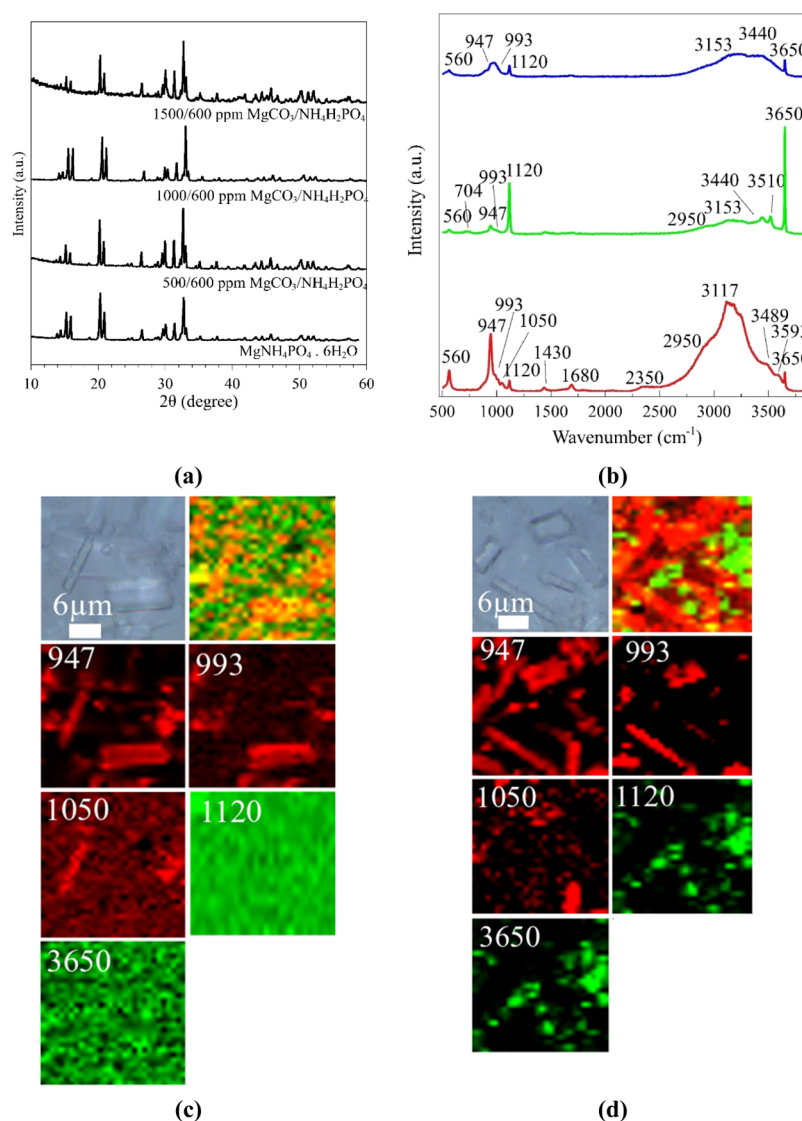 Intensity (a.u.)
1500/600 ppm MgCO₃/NH₄H₂PO₄
1000/600 ppm MgCO₃/NH₄H₂PO₄
500/600 ppm MgCO₃/NH₄H₂PO₄
MgNH₄PO₄ . 6H₂O
10 20 30 40 50 60
2θ (degree)
(a)
Intensity (a.u.)
560 947 993 1120 3153 3440 3650
560 704 993 947 1120 2950 3153 3440 3510 3650
560 947 993 1050 1120 1430 1680 2350 2950 3117 3489 3593 3650
500 1000 1500 2000 2500 3000 3500
Wavenumber (cm⁻¹)
(b)
6μm
947 993
1050 1120
3650
(c)
6μm
947 993
1050 1120
3650
(d)